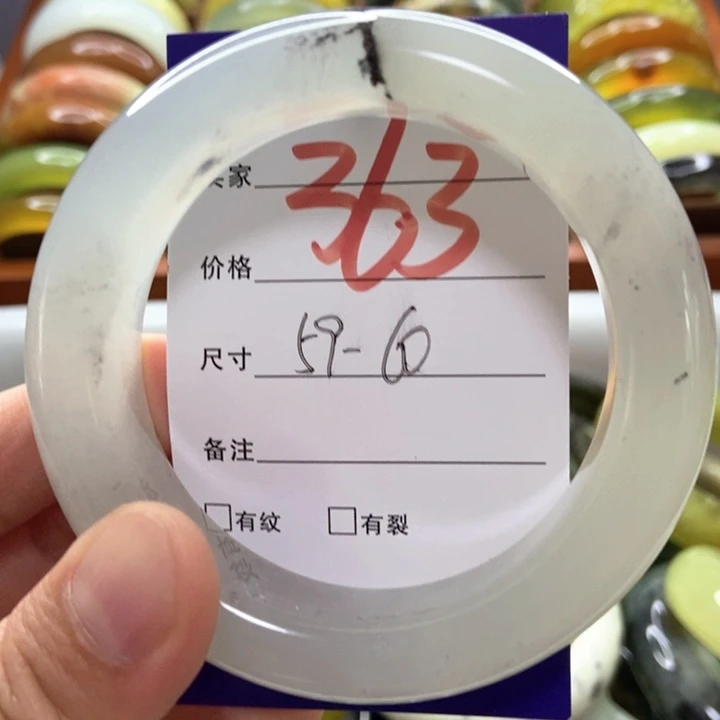 家
363
价格
尺寸 59-60
备注
□有纹 □有裂